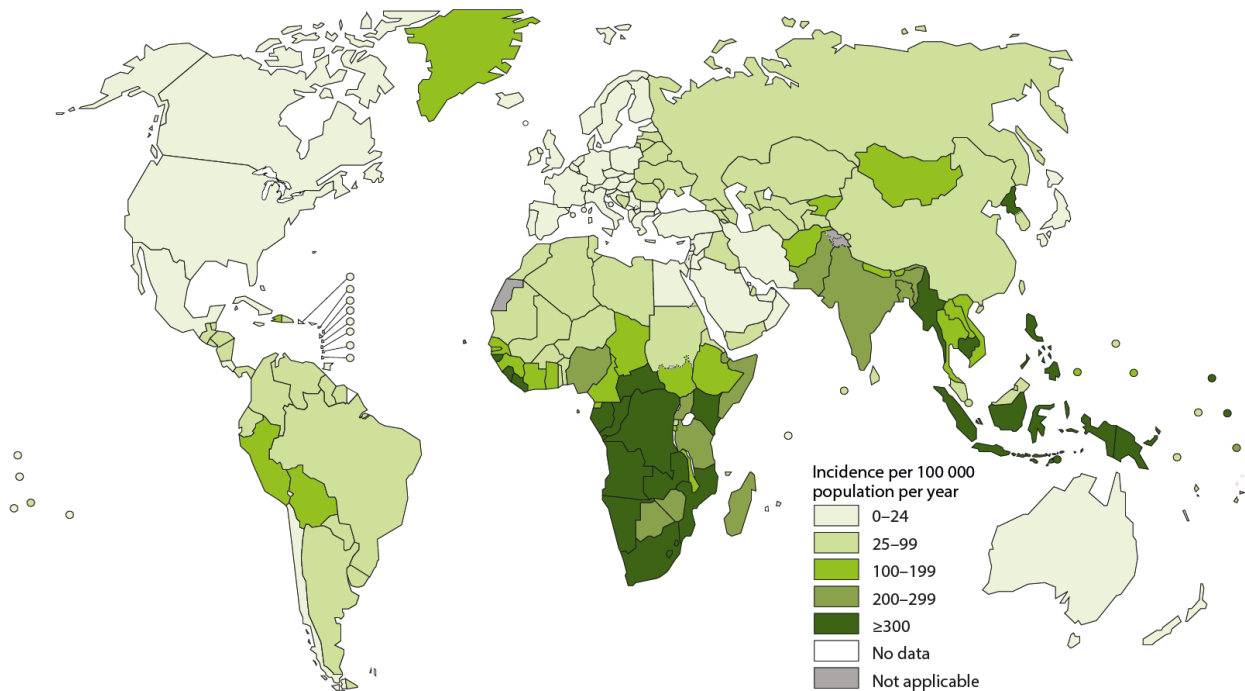 Incidence per 100 000
population per year
0–24
25–99
100–199
200–299
≥300
No data
Not applicable